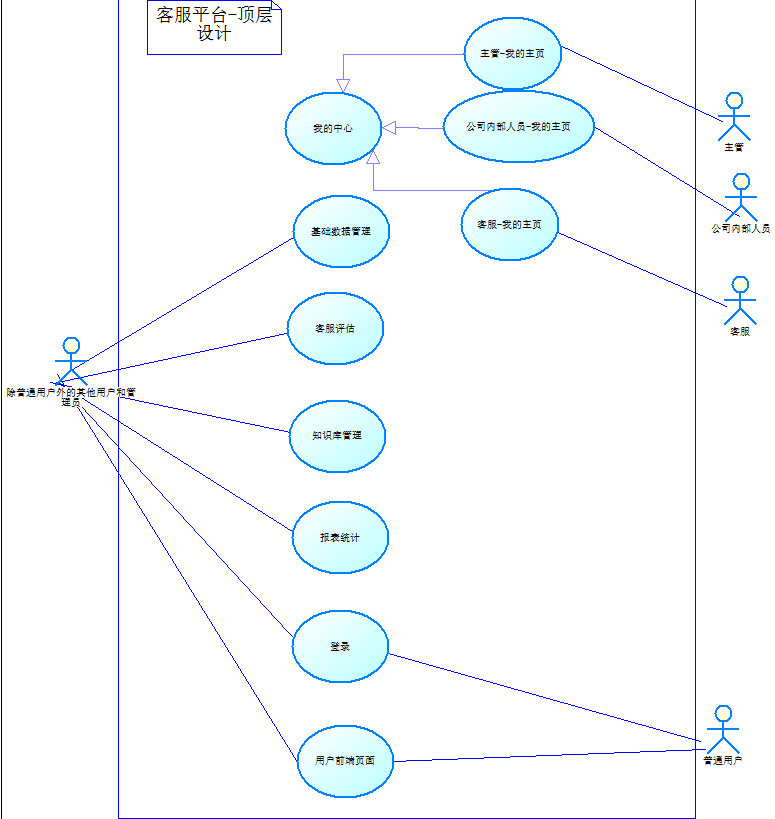 客服平台-顶层
设计
主管-我的主页
我的中心
公司内部人员-我的主页
主管
客服-我的主页
公司内部人员
基础数据管理
客服评估
客服
除普通用户外的其他用户和管
理员
知识库管理
报表统计
登录
用户前端页面
普通用户